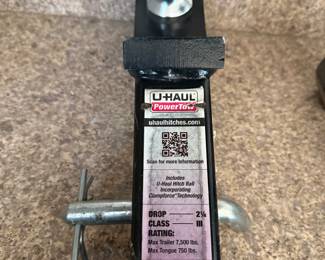 U-HAUL
PowerTow
uhaulhitches.com
Scan for more information
Includes
U-Haul Hitch Ball
Incorporating
Clampforce™ Technology
DROP 2¼
CLASS III
RATING:
Max Trailer 7,500 lbs.
Max Tongue 750 lbs.